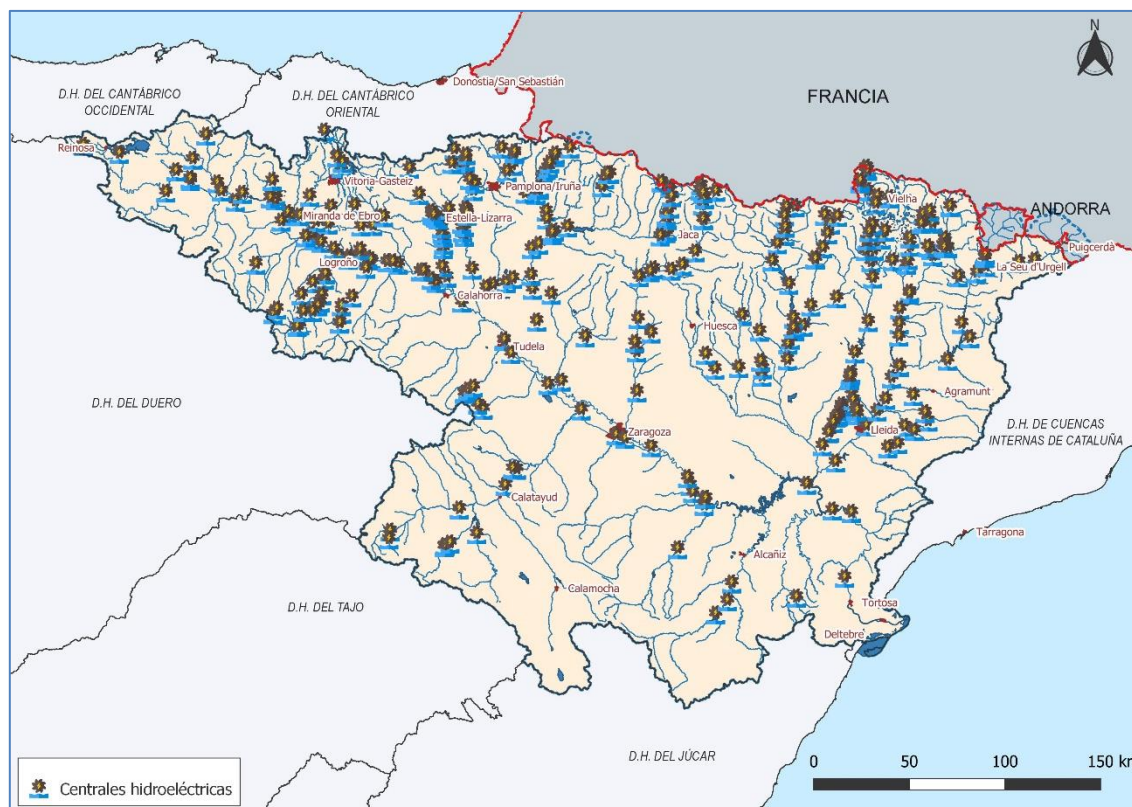 N
Donostia/San Sebastián
D.H. DEL CANTÁBRICO
OCCIDENTAL
D.H. DEL CANTÁBRICO
ORIENTAL
FRANCIA
Reinosa
Vitoria-Gasteiz
Pamplona/Iruña
Vielha
ANDORRA
Miranda de Ebro
Estella-Lizarra
Jaca
Puigcerdà
La Seu d'Urgell
Logroño
Calahorra
Huesca
Tudela
Agramunt
D.H. DEL DUERO
Zaragoza
Lleida
D.H. DE CUENCAS
INTERNAS DE CATALUÑA
Calatayud
Tarragona
Alcañiz
Calamocha
D.H. DEL TAJO
Tortosa
Deltebre
D.H. DEL JÚCAR
0 50 100 150 km
Centrales hidroeléctricas